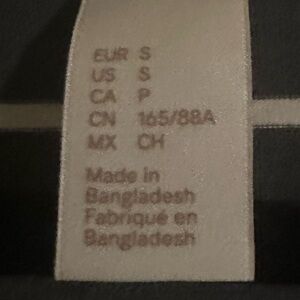 EUR S
US S
CA P
CN 165/88A
MX CH
Made in
Bangladesh
Fabriqué en
Bangladesh